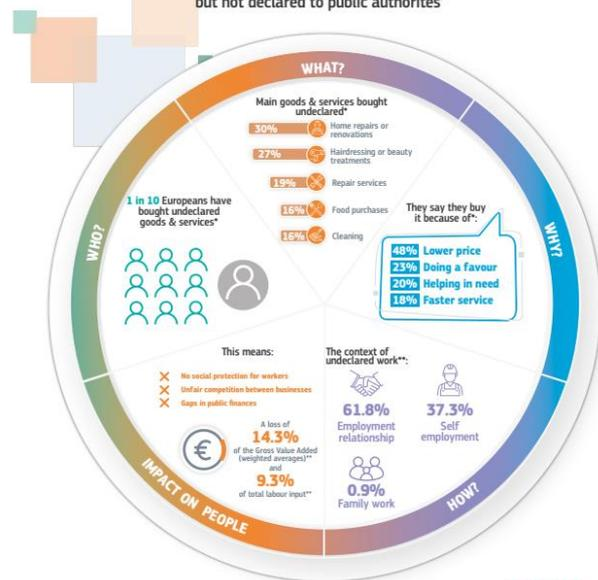 but not declared to public authorites
WHAT?
Main goods & services bought
undeclared*
30% Home repairs or
renovations
27% Hairdressing or beauty
treatments
19% Repair services
16% Food purchases
16% Cleaning
WHO?
1 in 10 Europeans have
bought undeclared
goods & services*
WHY?
They say they buy
it because of*:
48% Lower price
23% Doing a favour
20% Helping in need
18% Faster service
This means:
No social protection for workers
Unfair competition between businesses
Gaps in public finances
€
A loss of
14.3%
of the Gross Value Added
(weighted averages)**
and
9.3%
of total labour input**
IMPACT ON PEOPLE
The context of
undeclared work**:
61.8%
Employment
relationship
37.3%
Self
employment
0.9%
Family work
HOW?